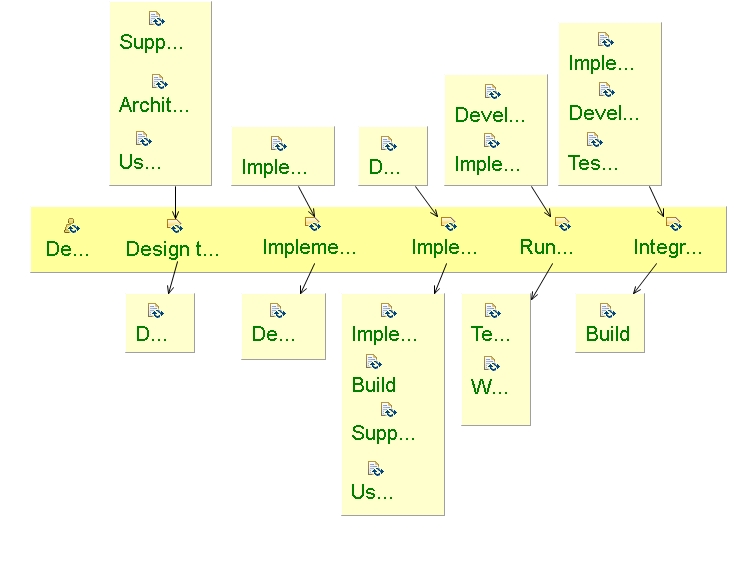 Supp...
Archit...
Us...
Imple...
D...
Devel...
Imple...
Imple...
Devel...
Tes...
De...
Design t...
Impleme...
Imple...
Run...
Integr...
D...
De...
Imple...
Build
Supp...
Us...
Te...
W...
Build